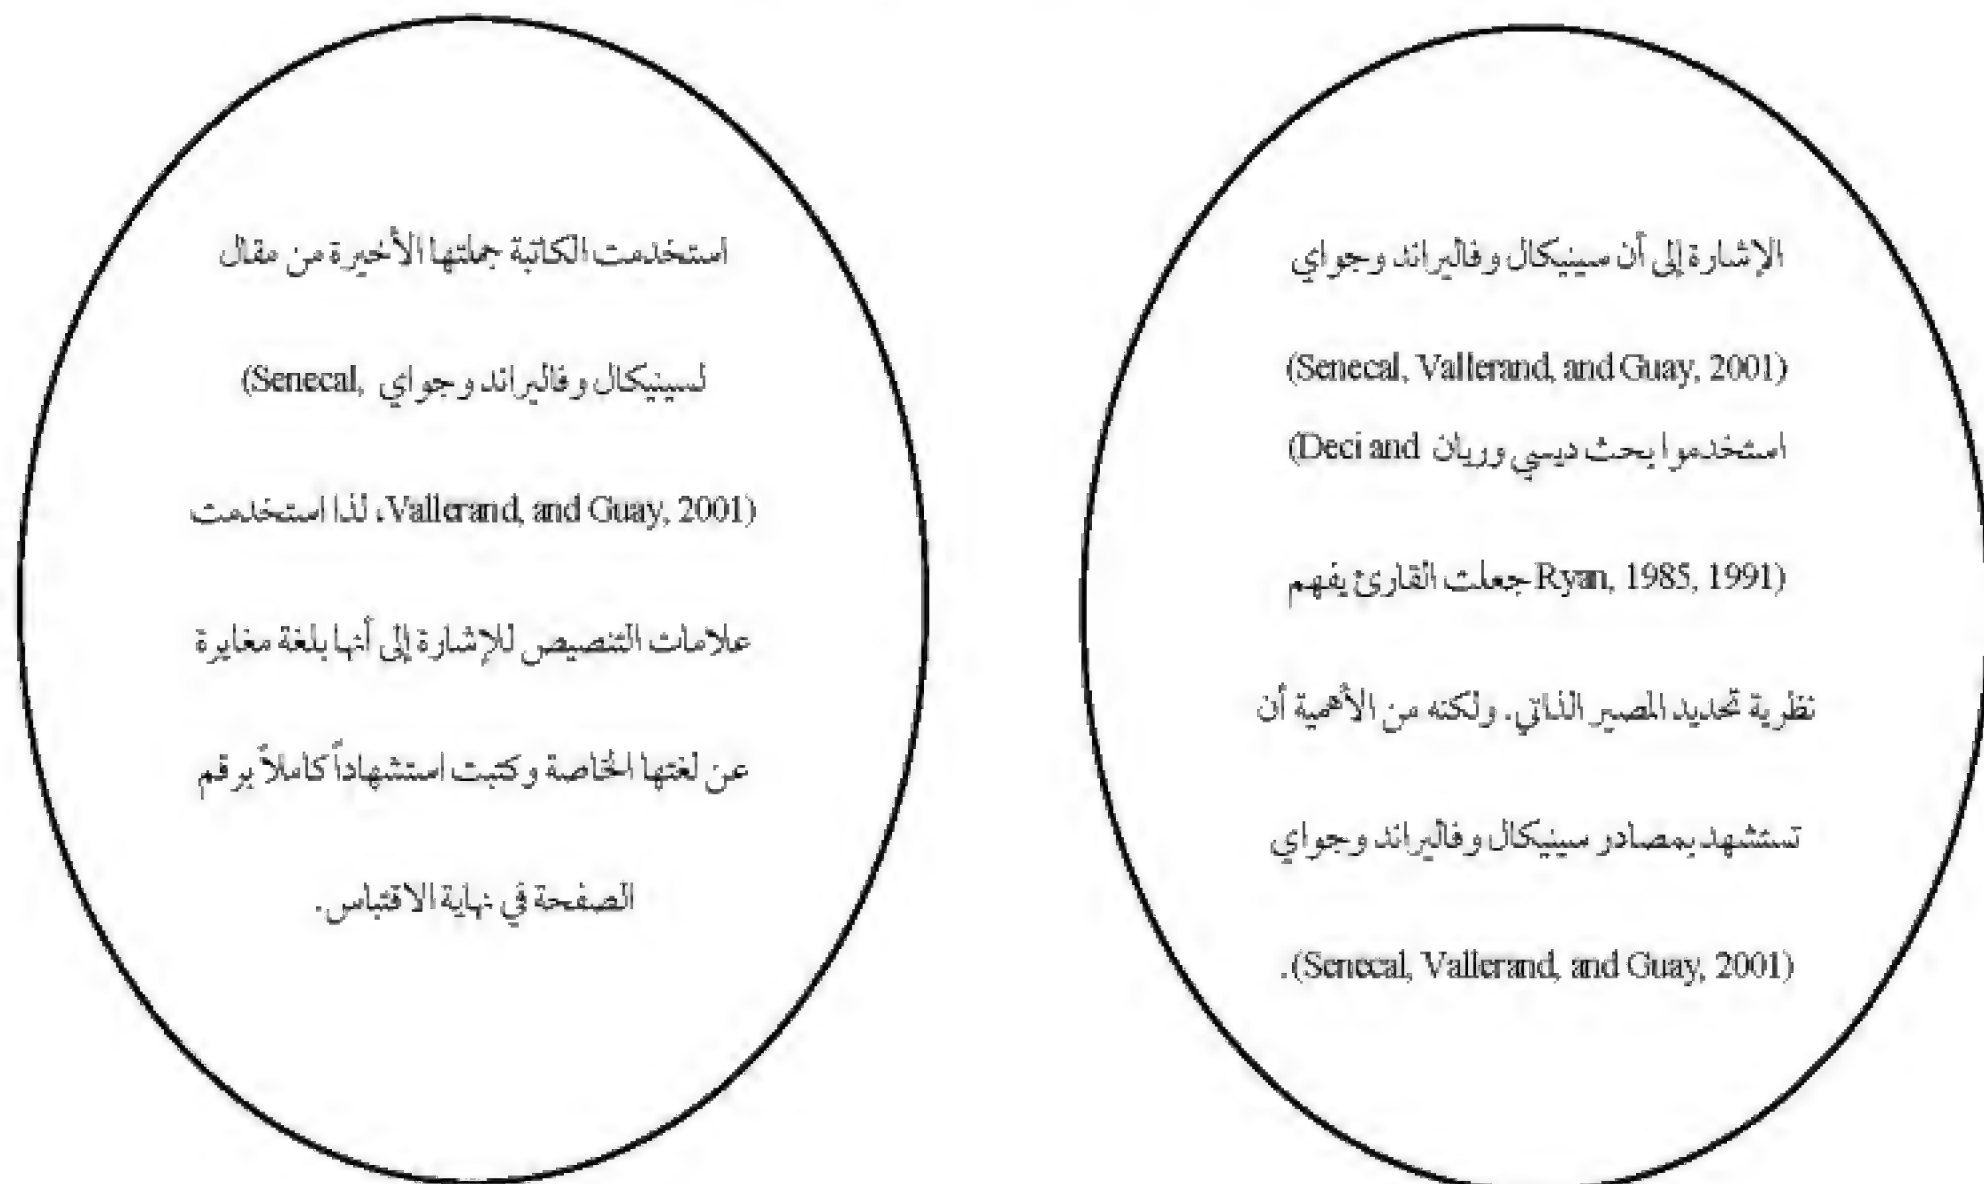 الإشارة إلى أن سينيكال وفاليراند وجواي
(Senecal, Vallerand, and Guay, 2001)
استخدموا بحث ديسي وريان (Deci and
Ryan, 1985, 1991) جعلت القارئ يفهم
نظرية تحديد المصير الذاتي. ولكنه من الأهمية أن
تستشهد بمصادر سينيكال وفاليراند وجواي
(Senecal, Vallerand, and Guay, 2001).
استخدمت الكاتبة جملتها الأخيرة من مقال
لسينيكال وفاليراند وجواي (Senecal,
Vallerand, and Guay, 2001)، لذا استخدمت
علامات التنصيص للإشارة إلى أنها بلغة مغايرة
عن لغتها الخاصة وكتبت استشهاداً كاملاً برقم
الصفحة في نهاية الاقتباس.